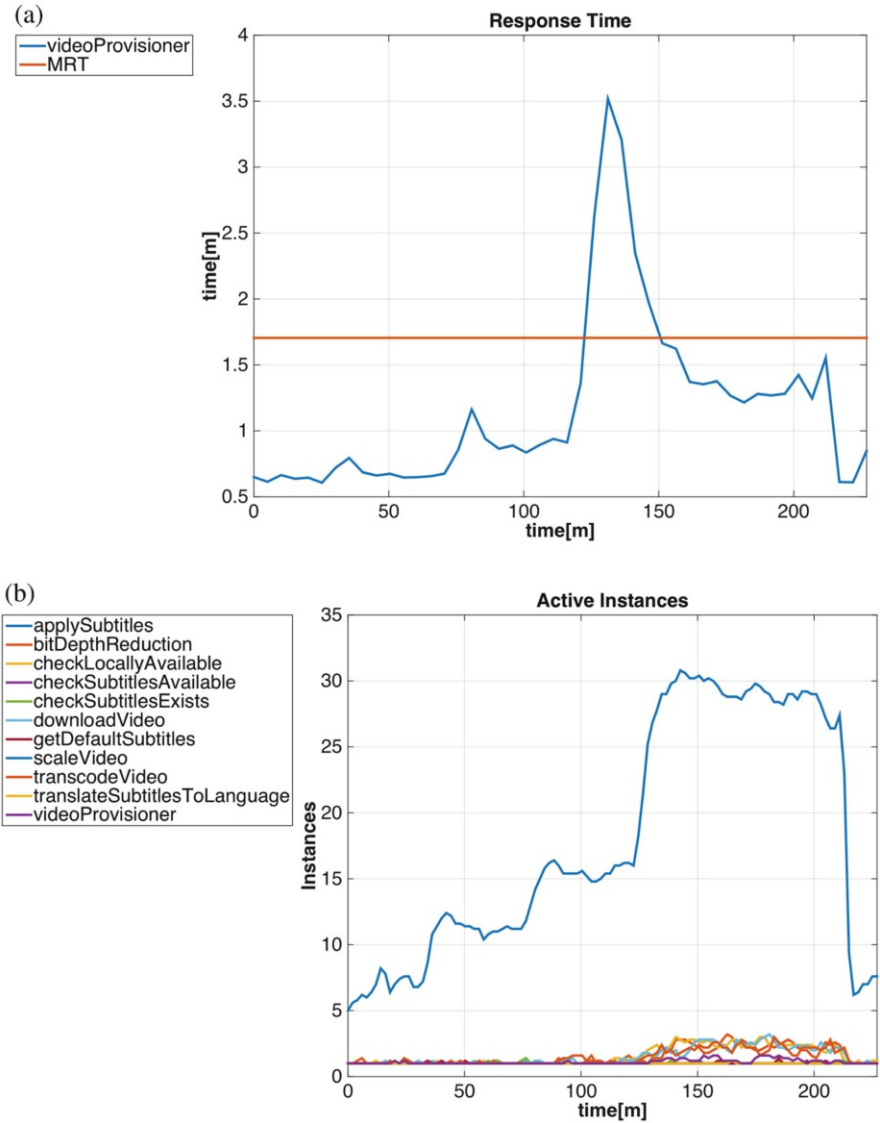 (a)
Response Time
videoProvisioner
MRT
4
3.5
3
2.5
2
1.5
1
0.5
time[m]
0 50 100 150 200
time[m]
(b)
Active Instances
applySubtitles
bitDepthReduction
checkLocallyAvailable
checkSubtitlesAvailable
checkSubtitlesExists
downloadVideo
getDefaultSubtitles
scaleVideo
transcodeVideo
translateSubtitlesToLanguage
videoProvisioner
35
30
25
20
15
10
5
0
Instances
0 50 100 150 200
time[m]